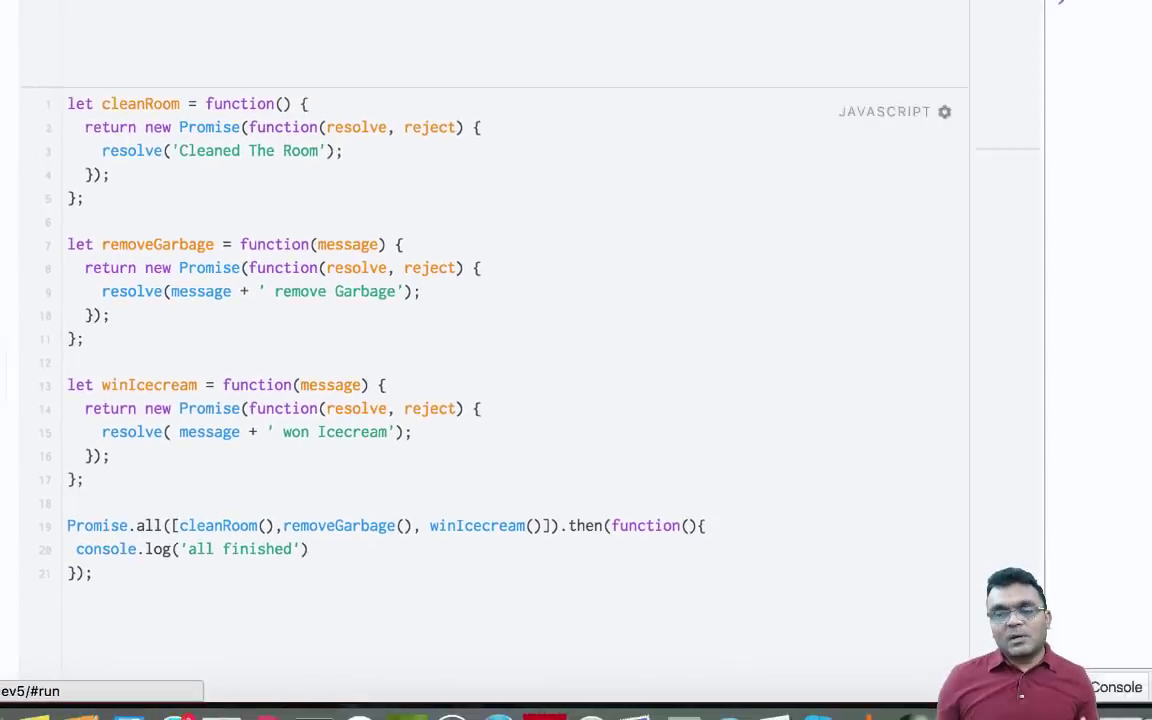 JAVASCRIPT
1 let cleanRoom = function() {
2 return new Promise(function(resolve, reject) {
3 resolve('Cleaned The Room');
4 });
5 };
6
7 let removeGarbage = function(message) {
8 return new Promise(function(resolve, reject) {
9 resolve(message + ' remove Garbage');
10 });
11 };
12
13 let winIcecream = function(message) {
14 return new Promise(function(resolve, reject) {
15 resolve( message + ' won Icecream');
16 });
17 };
18
19 Promise.all([cleanRoom(),removeGarbage(), winIcecream()]).then(function(){
20 console.log('all finished')
21 });
ev5/#run
Console